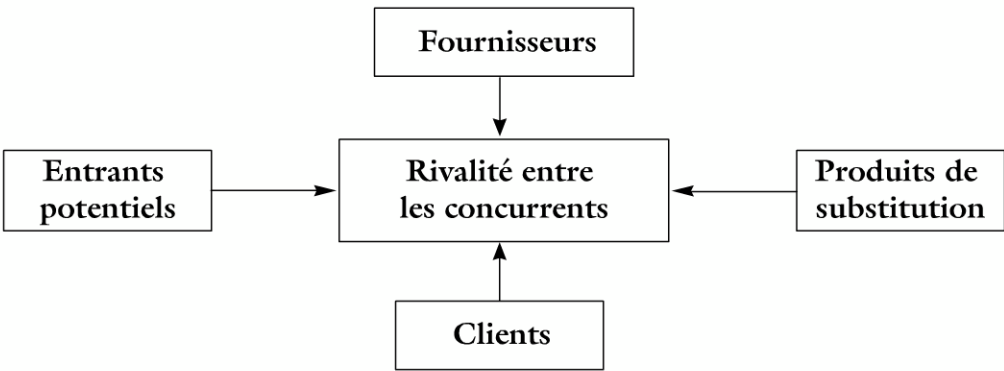 Fournisseurs
Entrants
potentiels
Rivalité entre
les concurrents
Produits de
substitution
Clients